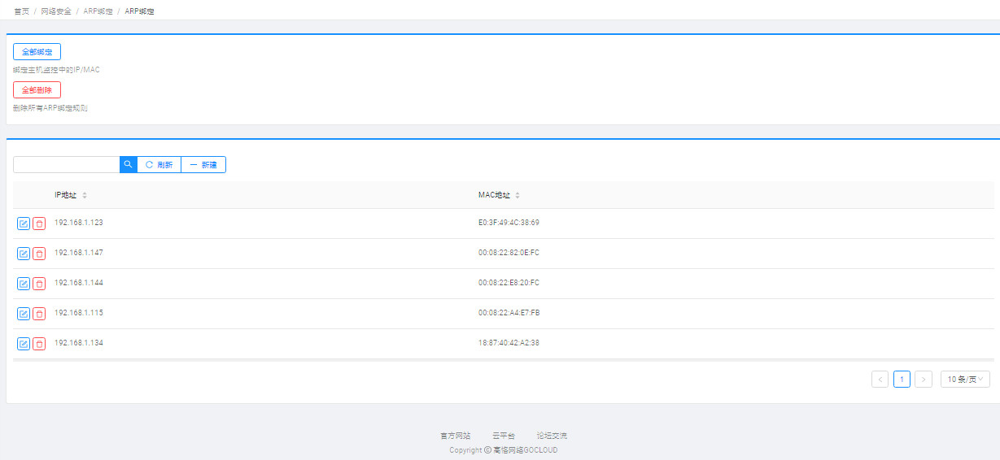 首页 / 网络安全 / ARP绑定 / ARP绑定
全部绑定
绑定主机监控中的IP/MAC
全部删除
删除所有ARP绑定规则
刷新 新建
IP地址 MAC地址
192.168.1.123 E0:3F:49:4C:38:69
192.168.1.147 00:08:22:82:0E:FC
192.168.1.144 00:08:22:E8:20:FC
192.168.1.115 00:08:22:A4:E7:FB
192.168.1.134 18:87:40:42:A2:38
1 10 条/页
官方网站 云平台 论坛交流
Copyright © 高恪网络GOCLOUD